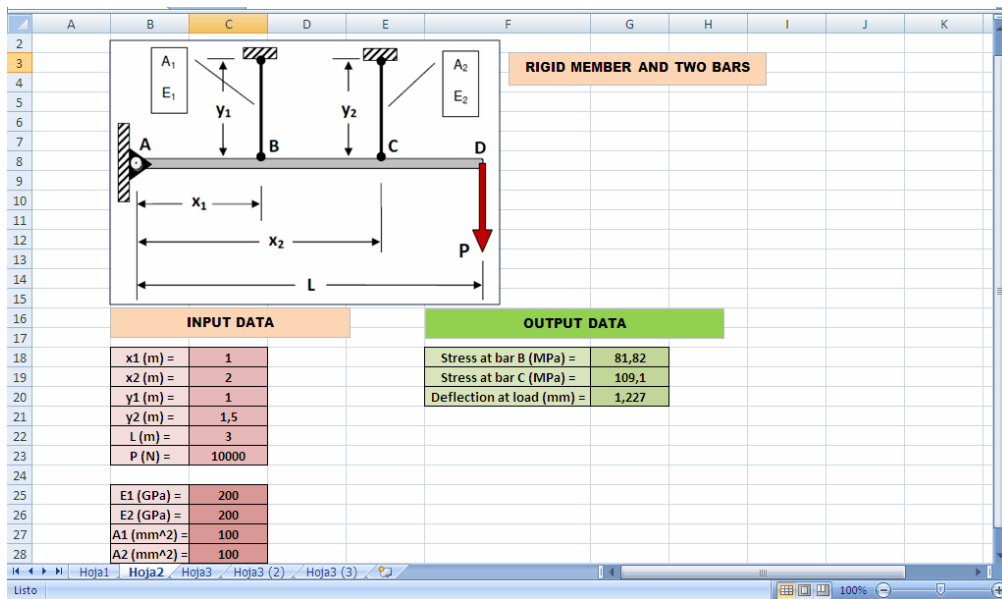 A B C D E F G H I J K
2
3
4
5
6
7
8
9
10
11
12
13
14
15
16
17
18
19
20
21
22
23
24
25
26
27
28
RIGID MEMBER AND TWO BARS
A1
E1
A2
E2
y1
y2
A
B
C
D
x1
x2
P
L
INPUT DATA
OUTPUT DATA
x1 (m) = 1
x2 (m) = 2
y1 (m) = 1
y2 (m) = 1,5
L (m) = 3
P (N) = 10000
E1 (GPa) = 200
E2 (GPa) = 200
A1 (mm^2) = 100
A2 (mm^2) = 100
Stress at bar B (MPa) = 81,82
Stress at bar C (MPa) = 109,1
Deflection at load (mm) = 1,227
Hoja1 Hoja2 Hoja3 Hoja3 (2) Hoja3 (3)
Listo
100%